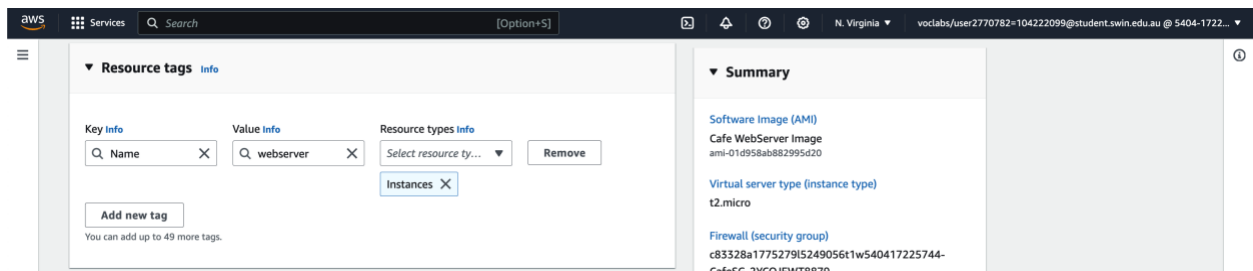 aws Services Search [Option+S] N. Virginia ▼ voclabs/user2770782=104222099@student.swin.edu.au @ 5404-1722... ▼
▼ Resource tags Info
Key Info Value Info Resource types Info
Name webserver Select resource ty... ▼ Remove
Instances
Add new tag
You can add up to 49 more tags.
▼ Summary
Software Image (AMI)
Cafe WebServer Image
ami-01d958ab882995d20
Virtual server type (instance type)
t2.micro
Firewall (security group)
c83328a1775279l5249056t1w540417225744-